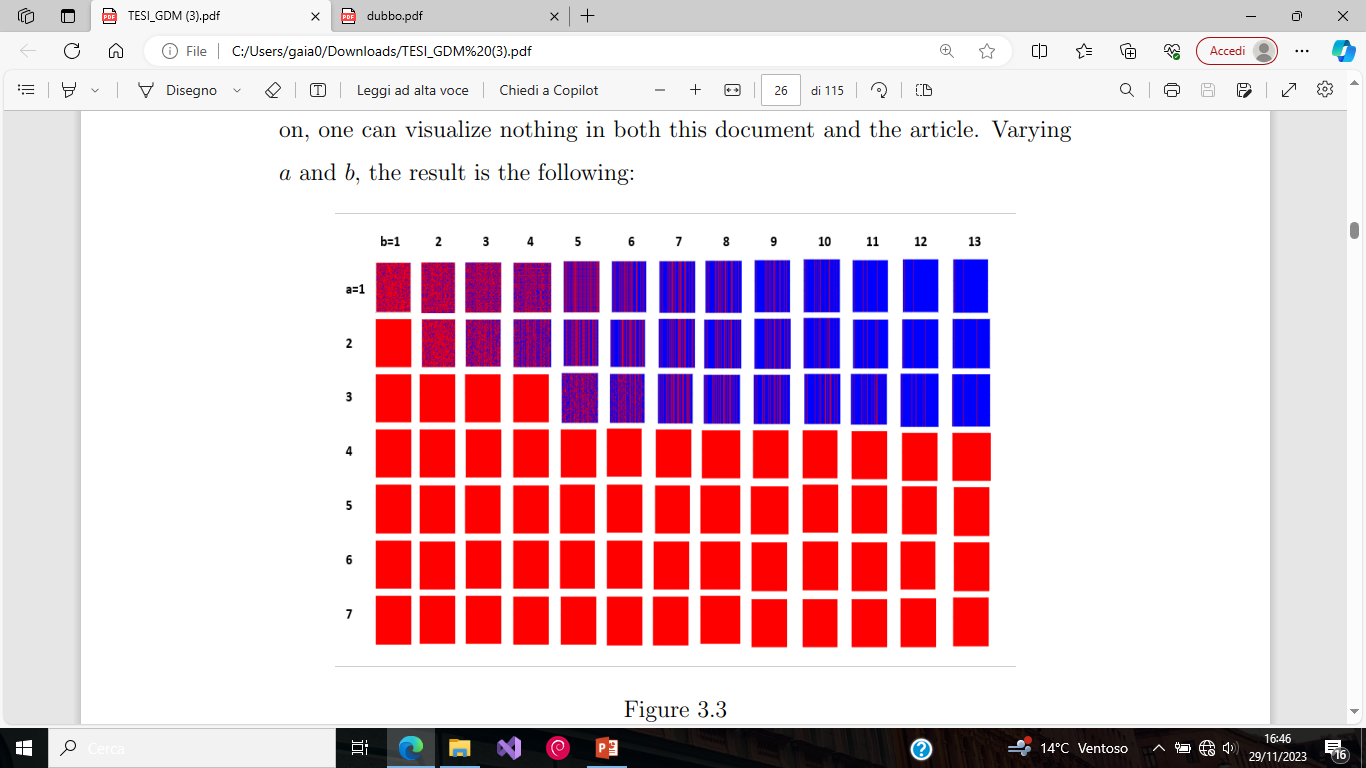 TESI_GDM (3).pdf
dubbo.pdf
File
C:/Users/gaia0/Downloads/TESI_GDM%20(3).pdf
Accedi
Disegno
Leggi ad alta voce
Chiedi a Copilot
26
di 115
on, one can visualize nothing in both this document and the article. Varying
a and b, the result is the following:
b=1 2 3 4 5 6 7 8 9 10 11 12 13
a=1
2
3
4
5
6
7
Figure 3.3
Cerca
14°C Ventoso
16:46
29/11/2023
16